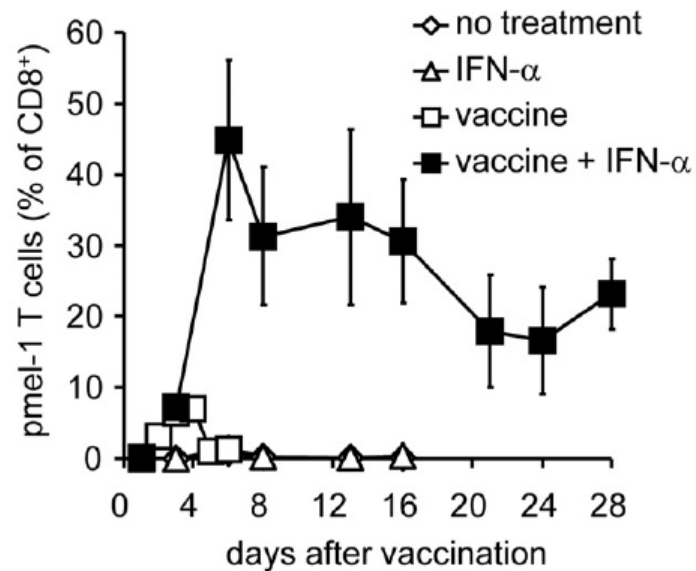 no treatment
IFN-α
vaccine
vaccine + IFN-α
pmel-1 T cells (% of CD8⁺)
60
50
40
30
20
10
0
0 4 8 12 16 20 24 28
days after vaccination